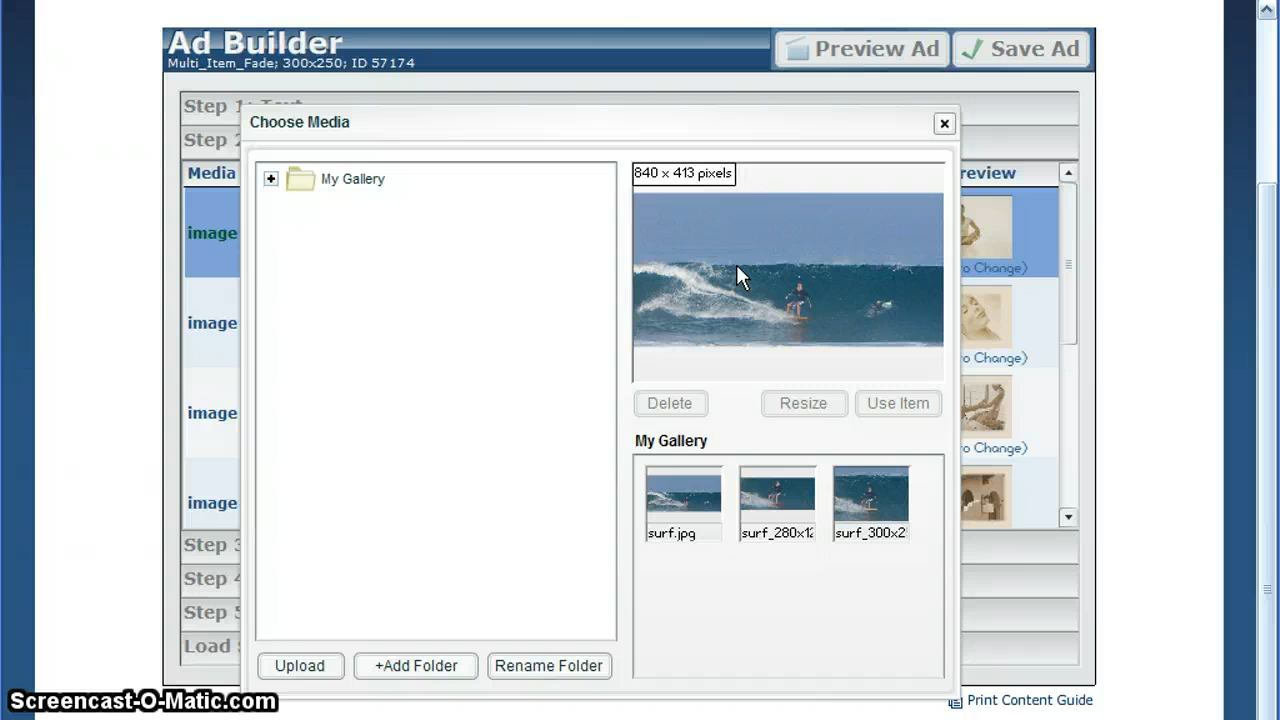 Ad Builder
Multi_Item_Fade; 300x250; ID 57174
Preview Ad
Save Ad
Step 1: Text
Step 2
Choose Media
Media
review
My Gallery
840 x 413 pixels
image
o Change)
image
o Change)
image
o Change)
image
Delete
Resize
Use Item
My Gallery
surf.jpg
surf_280x12
surf_300x2
Step 3
Step 4
Step 5
Load
Upload
+Add Folder
Rename Folder
Print Content Guide
Screencast-O-Matic.com